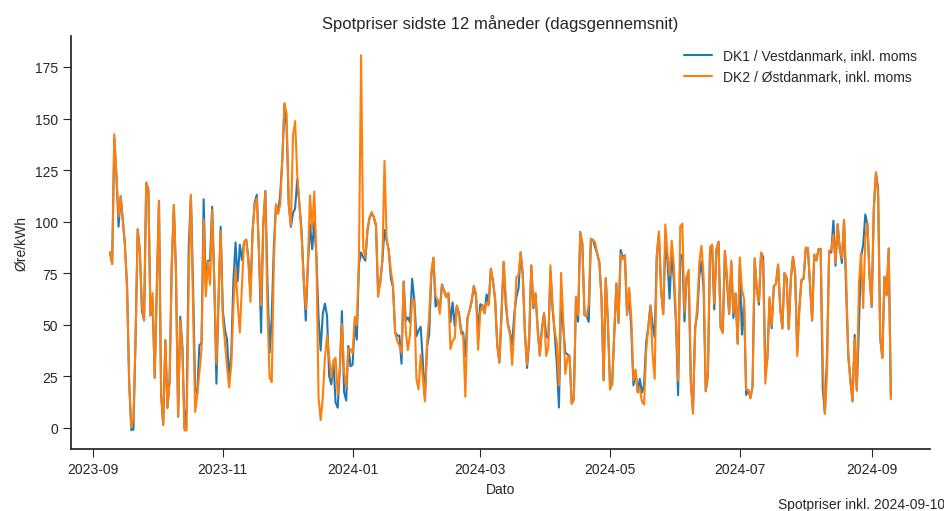 Spotpriser sidste 12 måneder (dagsgennemsnit)
DK1 / Vestdanmark, inkl. moms
DK2 / Østdanmark, inkl. moms
Øre/kWh
175
150
125
100
75
50
25
0
2023-09 2023-11 2024-01 2024-03 2024-05 2024-07 2024-09
Dato
Spotpriser inkl. 2024-09-10